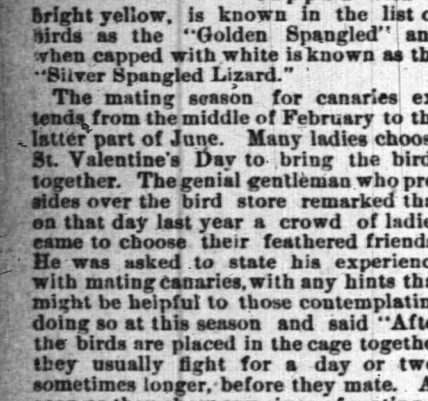 bright yellow, is known in the list o
birds as the "Golden Spangled" an
when capped with white is known as th
"Silver Spangled Lizard."
The mating season for canaries ex
tends from the middle of February to th
latter part of June. Many ladies choos
St. Valentine's Day to bring the bird
together. The genial gentleman who pre
sides over the bird store remarked tha
on that day last year a crowd of ladie
came to choose their feathered friends
He was asked to state his experienc
with mating canaries, with any hints tha
might be helpful to those contemplatin
doing so at this season and said "Afte
the birds are placed in the cage togethe
they usually fight for a day or two
sometimes longer, before they mate. A